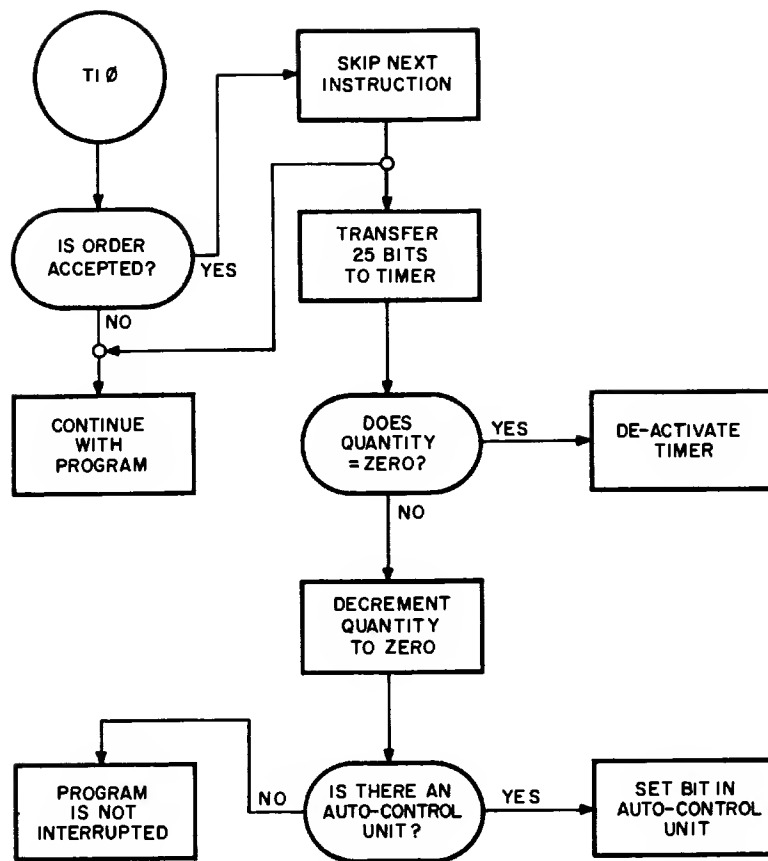 TI Ø
SKIP NEXT
INSTRUCTION
IS ORDER
ACCEPTED?
YES
NO
TRANSFER
25 BITS
TO TIMER
CONTINUE
WITH
PROGRAM
DOES
QUANTITY
= ZERO?
YES
DE-ACTIVATE
TIMER
NO
DECREMENT
QUANTITY
TO ZERO
PROGRAM
IS NOT
INTERRUPTED
NO
IS THERE AN
AUTO-CONTROL
UNIT?
YES
SET BIT IN
AUTO-CONTROL
UNIT